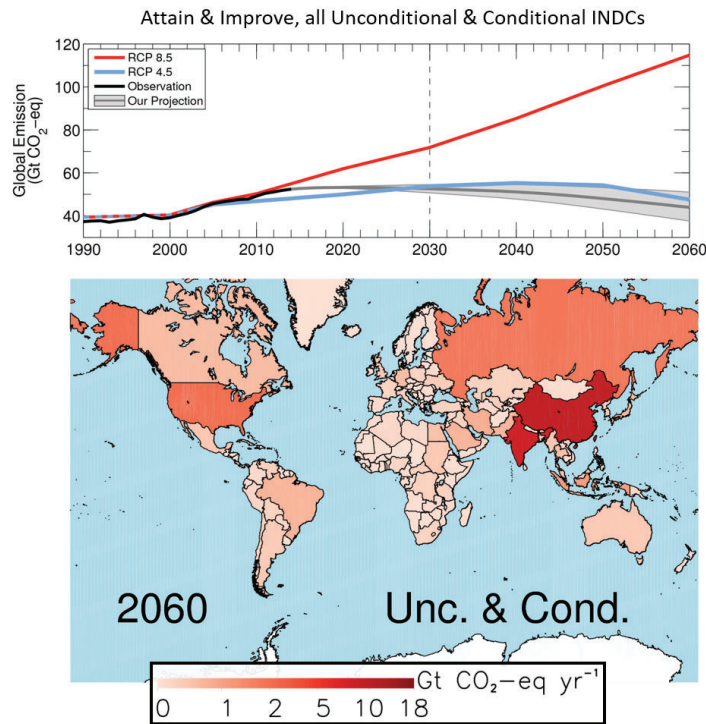 Attain & Improve, all Unconditional & Conditional INDCs
120
100
80
60
40
Global Emission
(Gt CO₂-eq)
RCP 8.5
RCP 4.5
Observation
Our Projection
1990 2000 2010 2020 2030 2040 2050 2060
2060 Unc. & Cond.
Gt CO₂-eq yr⁻¹
0 1 2 5 10 18